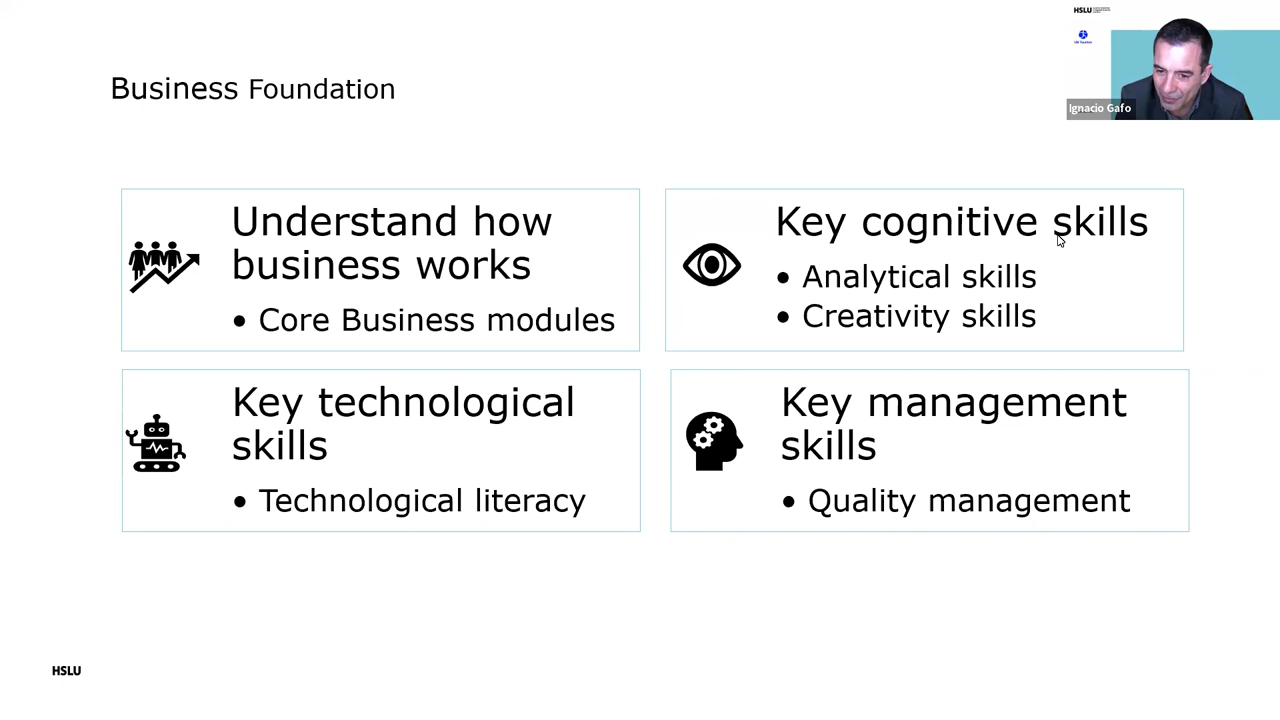 HSLU
Business Foundation
Ignacio Gafo
Understand how
business works
• Core Business modules
Key cognitive skills
• Analytical skills
• Creativity skills
Key technological
skills
• Technological literacy
Key management
skills
• Quality management
HSLU